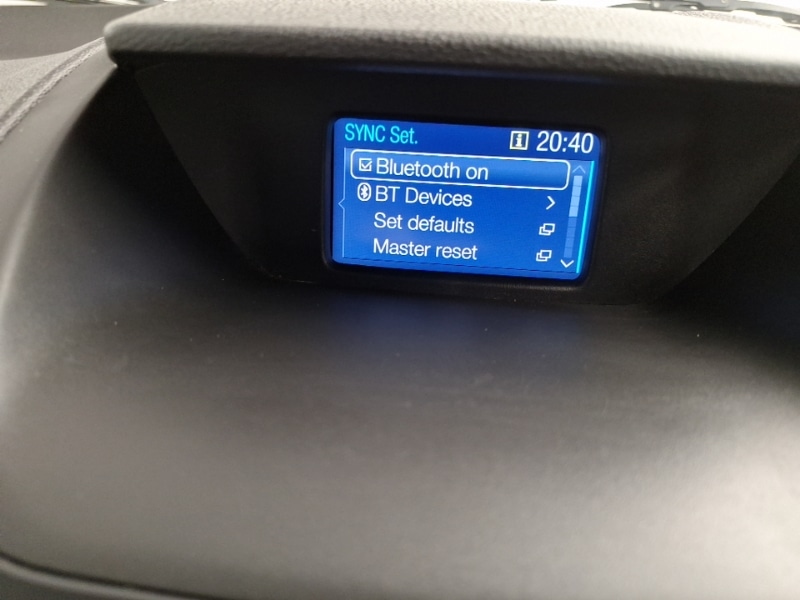 SYNC Set.
i 20:40
Bluetooth on
BT Devices
Set defaults
Master reset